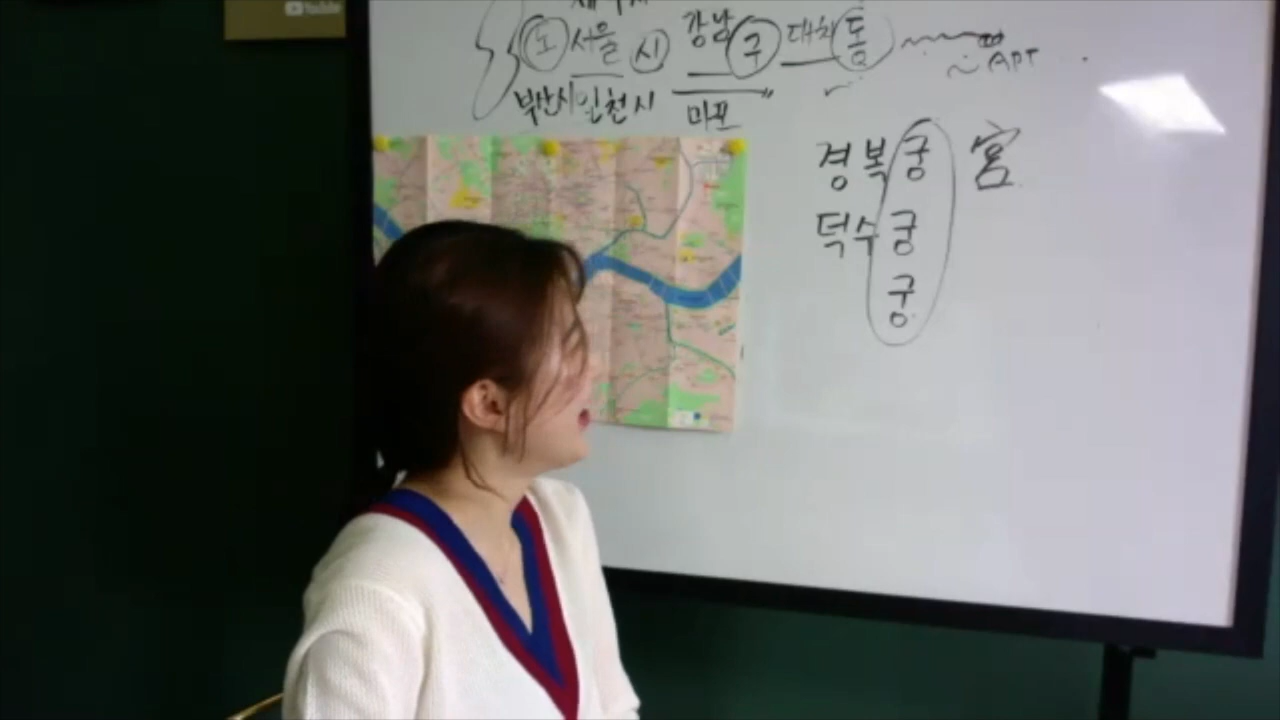 YouTube
도 서울 시 강남 구 대치 동
APT
부산시 인천시 마포
경복궁 宮
덕수궁
궁